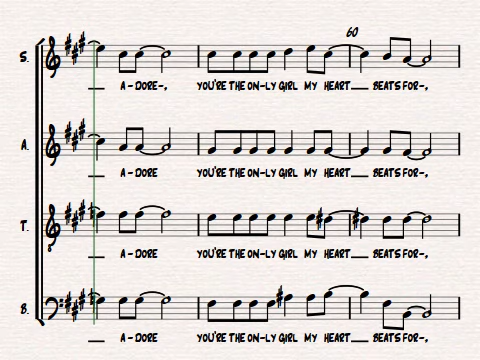 60
S.
A - DORE-, YOU'RE THE ON-LY GIRL MY HEART BEATS FOR-,
A.
A - DORE YOU'RE THE ON-LY GIRL MY HEART BEATS FOR-,
T.
A - DORE YOU'RE THE ON-LY GIRL MY HEART BEATS FOR-,
8
B.
A - DORE YOU'RE THE ON-LY GIRL MY HEART BEATS FOR-,